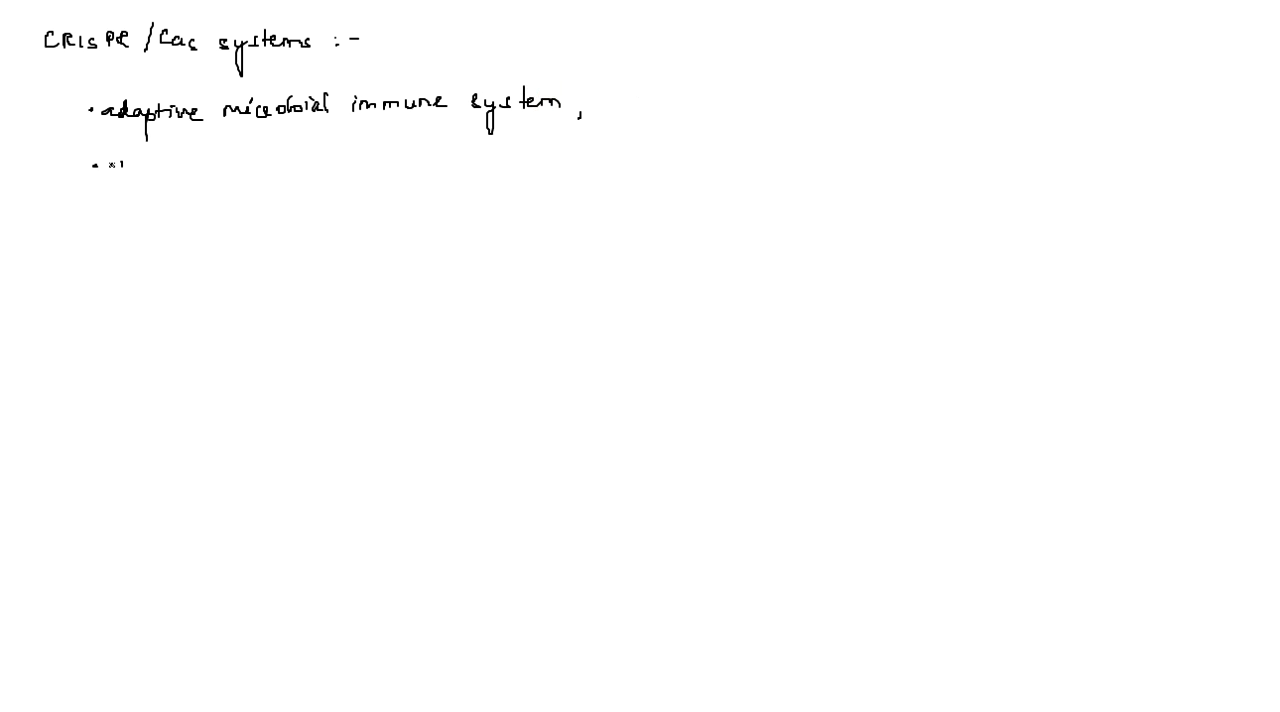 CRISPR/Cas systems :-
• adaptive microbial immune system,
•